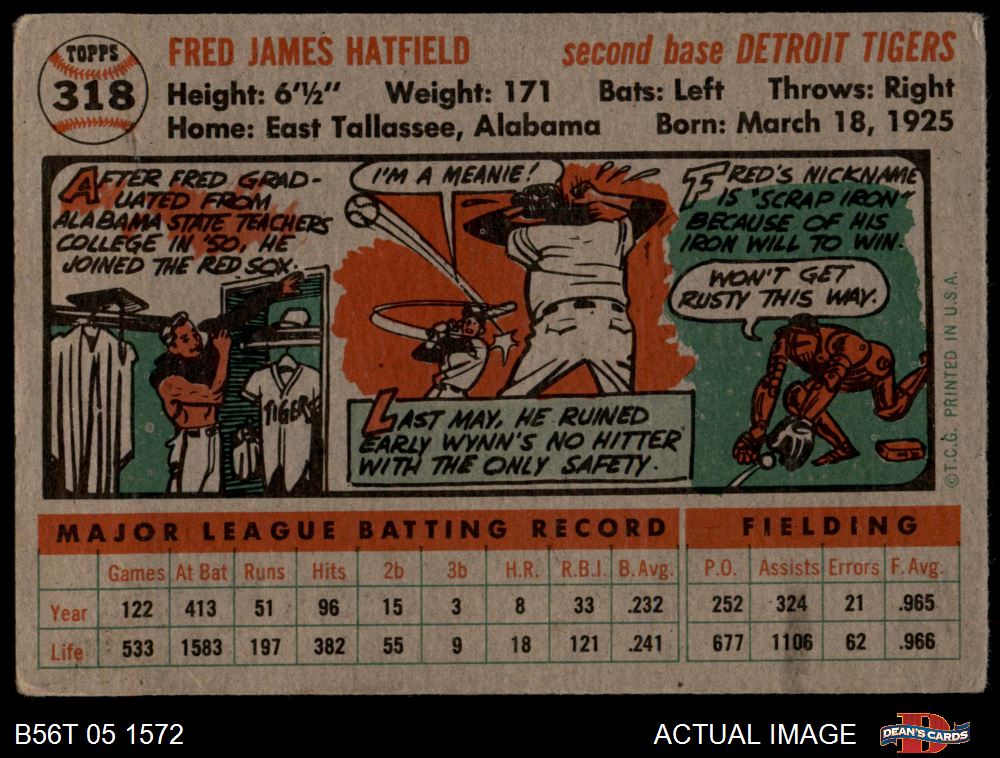 TOPPS
318
FRED JAMES HATFIELD second base DETROIT TIGERS
Height: 6'½" Weight: 171 Bats: Left Throws: Right
Home: East Tallassee, Alabama Born: March 18, 1925
AFTER FRED GRAD-
UATED FROM
ALABAMA STATE TEACHERS
COLLEGE IN '50, HE
JOINED THE RED SOX.
TIGERS
I'M A MEANIE!
LAST MAY, HE RUINED
EARLY WYNN'S NO HITTER
WITH THE ONLY SAFETY.
FRED'S NICKNAME
IS "SCRAP IRON"
BECAUSE OF HIS
IRON WILL TO WIN.
WON'T GET
RUSTY THIS WAY.
©T.C.G. PRINTED IN U.S.A.
MAJOR LEAGUE BATTING RECORD FIELDING
Games At Bat Runs Hits 2b 3b H.R. R.B.I. B.Avg. P.O. Assists Errors F. Avg.
Year 122 413 51 96 15 3 8 33 .232 252 324 21 .965
Life 533 1583 197 382 55 9 18 121 .241 677 1106 62 .966
B56T 05 1572 ACTUAL IMAGE DEAN'S CARDS